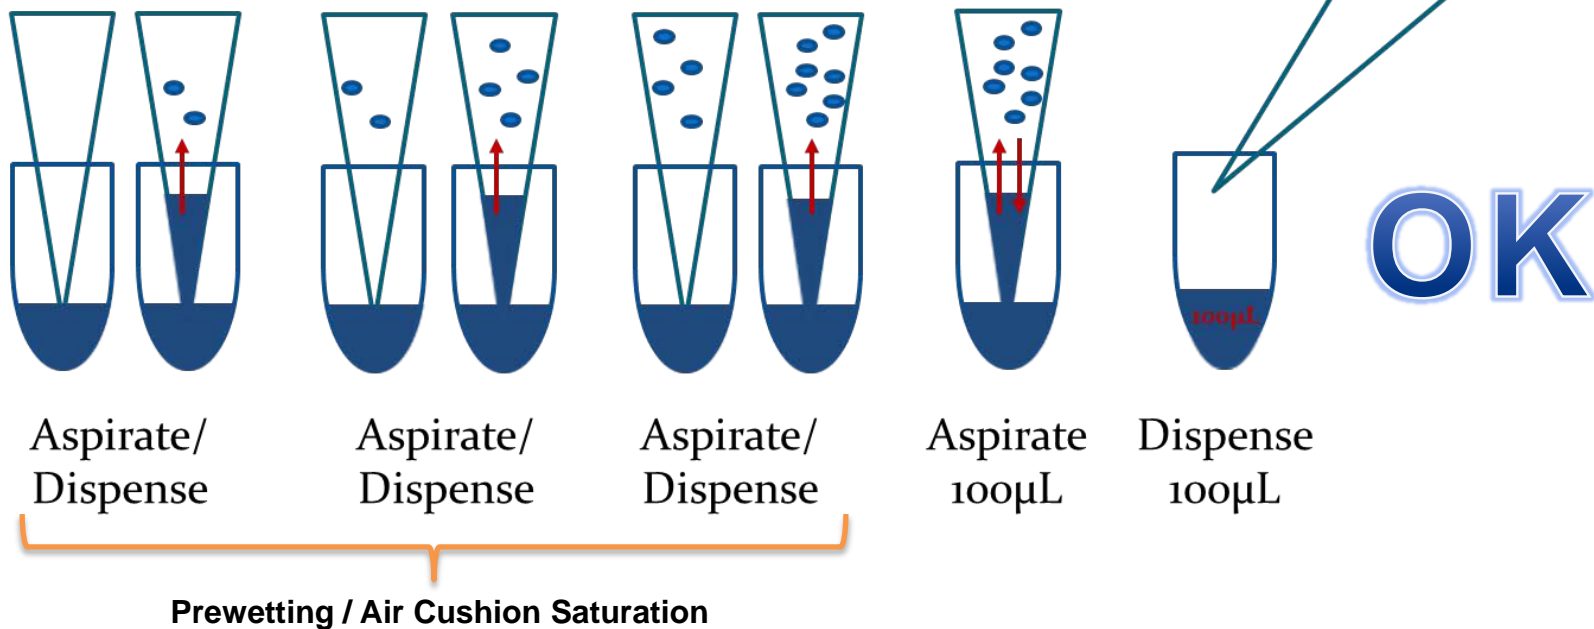 OK
100µL
Aspirate/
Dispense
Aspirate/
Dispense
Aspirate/
Dispense
Aspirate
100µL
Dispense
100µL
Prewetting / Air Cushion Saturation